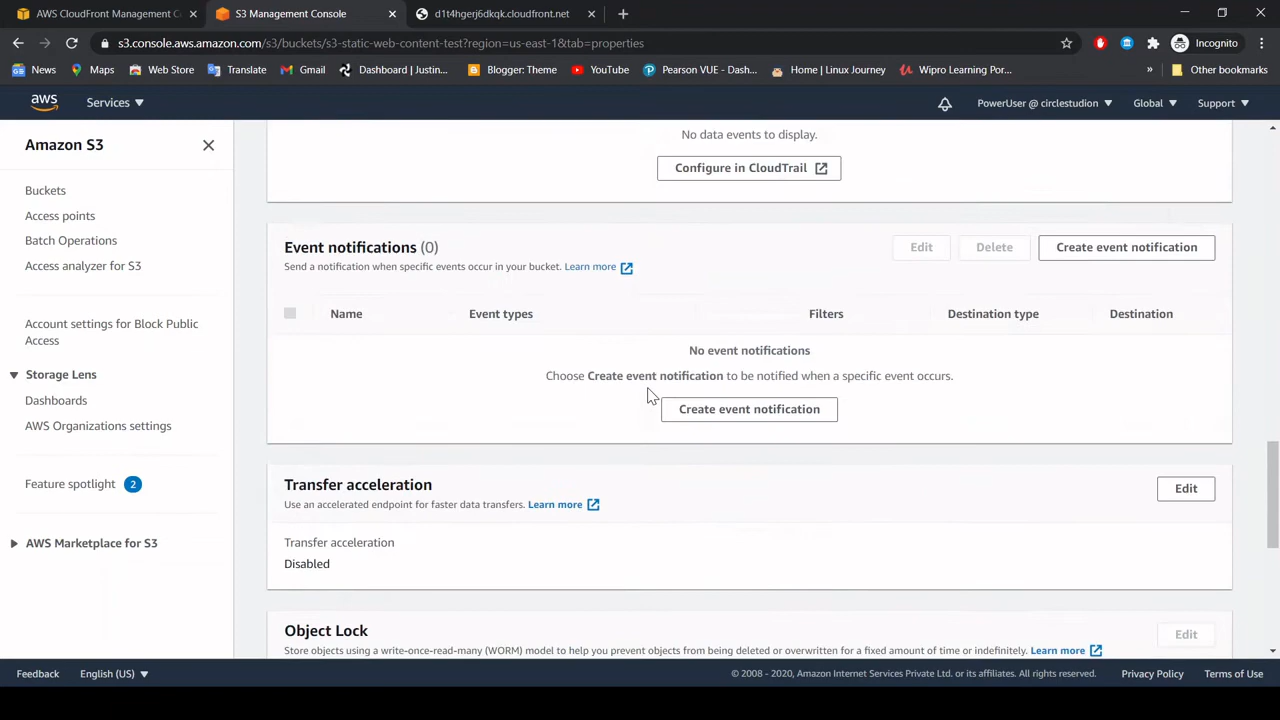 AWS CloudFront Management C
S3 Management Console
d1t4hgerj6dkqk.cloudfront.net
s3.console.aws.amazon.com/s3/buckets/s3-static-web-content-test?region=us-east-1&tab=properties
Incognito
News
Maps
Web Store
Translate
Gmail
Dashboard | Justin...
Blogger: Theme
YouTube
Pearson VUE - Dash...
Home | Linux Journey
Wipro Learning Por...
»
Other bookmarks
aws
Services
PowerUser @ circlestudion
Global
Support
Amazon S3
Buckets
Access points
Batch Operations
Access analyzer for S3
Account settings for Block Public
Access
Storage Lens
Dashboards
AWS Organizations settings
Feature spotlight 2
AWS Marketplace for S3
No data events to display.
Configure in CloudTrail
Event notifications (0)
Edit
Delete
Create event notification
Send a notification when specific events occur in your bucket. Learn more
Name
Event types
Filters
Destination type
Destination
No event notifications
Choose Create event notification to be notified when a specific event occurs.
Create event notification
Transfer acceleration
Edit
Use an accelerated endpoint for faster data transfers. Learn more
Transfer acceleration
Disabled
Object Lock
Edit
Store objects using a write-once-read-many (WORM) model to help you prevent objects from being deleted or overwritten for a fixed amount of time or indefinitely. Learn more
Feedback
English (US)
© 2008 - 2020, Amazon Internet Services Private Ltd. or its affiliates. All rights reserved.
Privacy Policy
Terms of Use